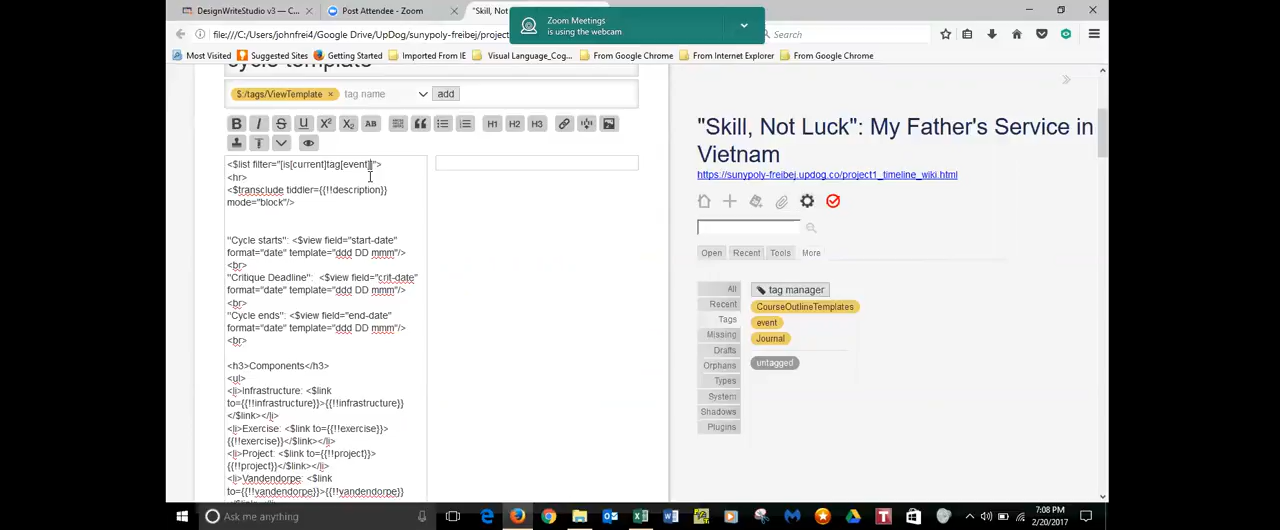 DesignWriteStudio v3 — C...
Post Attendee - Zoom
"Skill, Not Luck": My Father's
Zoom Meetings
is using the webcam
file:///C:/Users/johnfrei4/Google Drive/UpDog/sunypoly-freibej/project
Search
Most Visited
Suggested Sites
Getting Started
Imported From IE
Visual Language_Cog...
From Google Chrome
From Internet Explorer
From Google Chrome
cycle template
$:/tags/ViewTemplate ×
tag name
add
B I S U X² X₂ AB H1 H2 H3
<$list filter="[is[current]tag[event]]">
<hr>
<$transclude tiddler={{!!description}}
mode="block"/>
"Cycle starts": <$view field="start-date"
format="date" template="ddd DD mmm"/>
<br>
"Critique Deadline": <$view field="crit-date"
format="date" template="ddd DD mmm"/>
<br>
"Cycle ends": <$view field="end-date"
format="date" template="ddd DD mmm"/>
<br>
<h3>Components</h3>
<ul>
<li>Infrastructure: <$link
to={{!!infrastructure}}>{{!!infrastructure}}
</$link></li>
<li>Exercise: <$link to={{!!exercise}}>
{{!!exercise}}</$link></li>
<li>Project: <$link to={{!!project}}>
{{!!project}}</$link></li>
<li>Vandendorpe: <$link
to={{!!vandendorpe}}>{{!!vandendorpe}}
"Skill, Not Luck": My Father's Service in
Vietnam
https://sunypoly-freibej.updog.co/project1_timeline_wiki.html
Open
Recent
Tools
More
All
Recent
Tags
Missing
Drafts
Orphans
Types
System
Shadows
Plugins
tag manager
CourseOutlineTemplates
event
Journal
untagged
Ask me anything
7:08 PM
2/20/2017